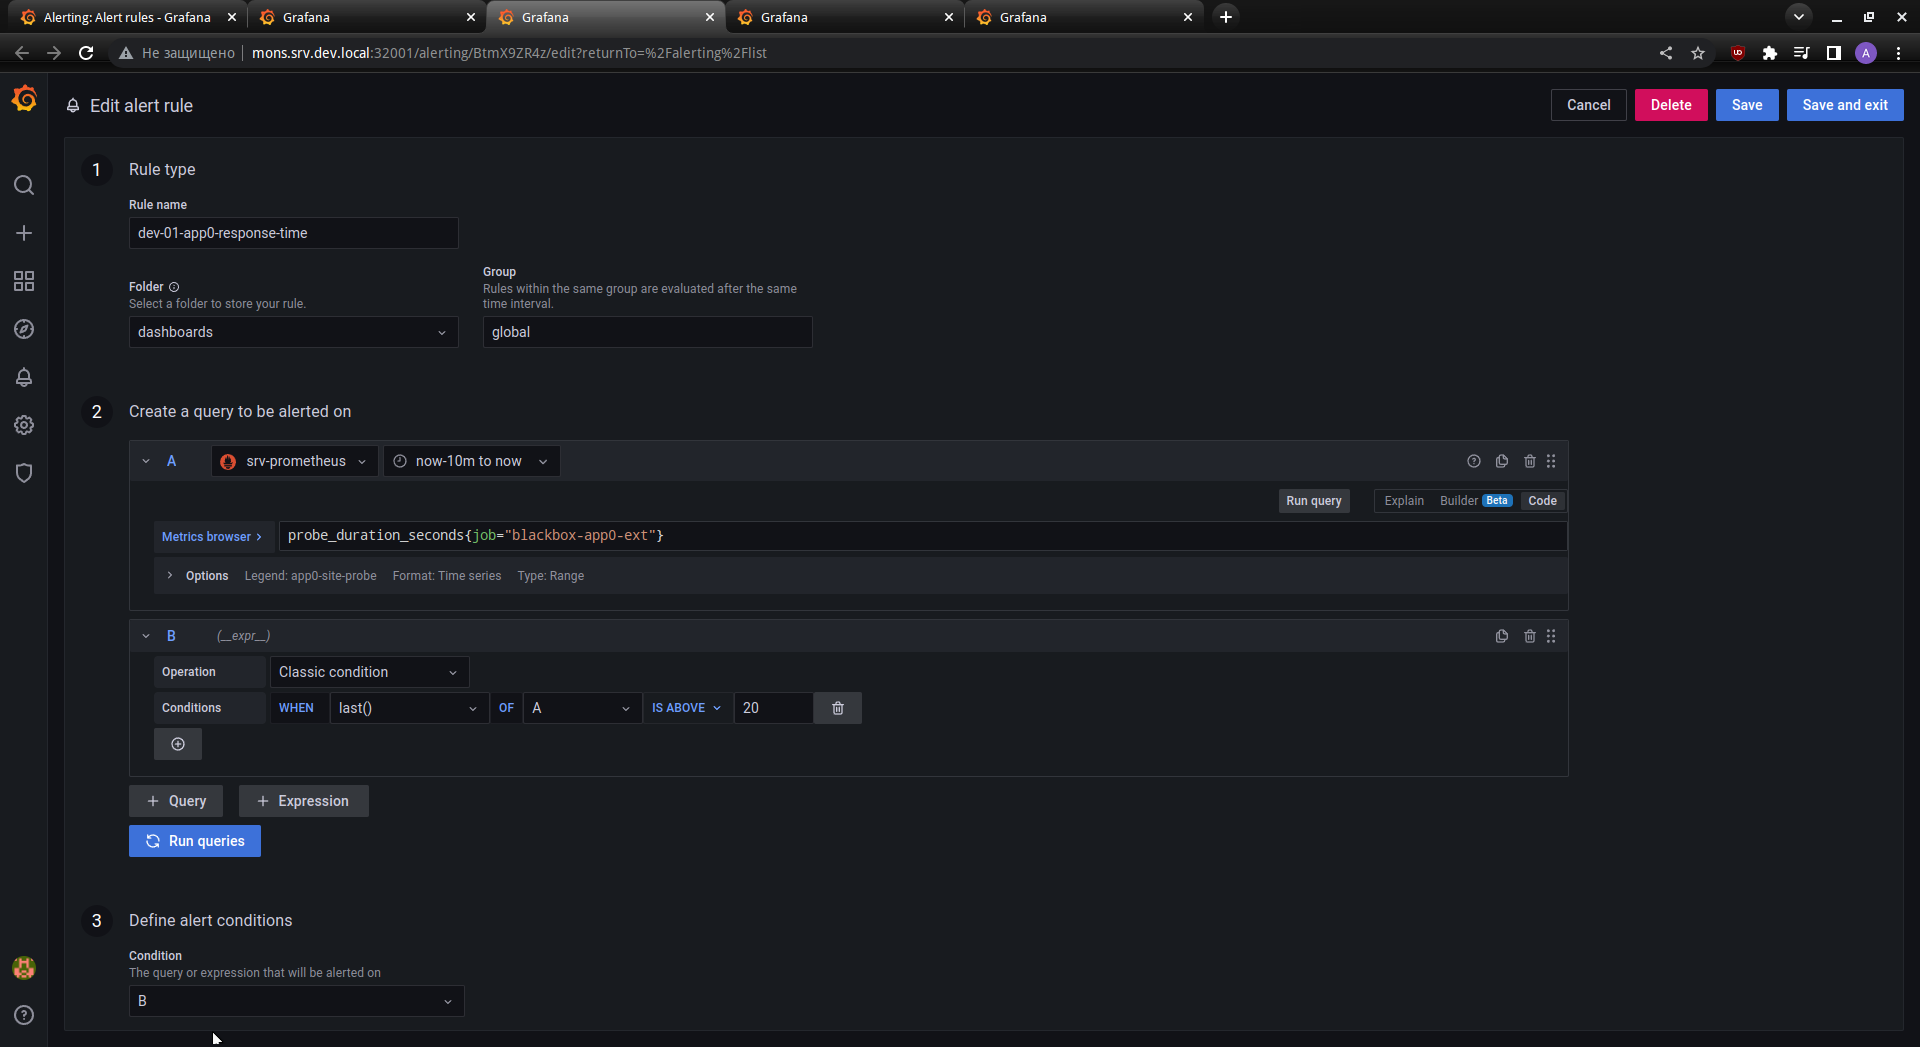 Alerting: Alert rules - Grafana
Grafana
Grafana
Grafana
Grafana
Не защищено
mons.srv.dev.local:32001/alerting/BtmX9ZR4z/edit?returnTo=%2Falerting%2Flist
A
Edit alert rule
Cancel
Delete
Save
Save and exit
1
Rule type
Rule name
dev-01-app0-response-time
Folder
Select a folder to store your rule.
dashboards
Group
Rules within the same group are evaluated after the same
time interval.
global
2
Create a query to be alerted on
A
srv-prometheus
now-10m to now
Run query
Explain
Builder
Beta
Code
Metrics browser >
probe_duration_seconds{job="blackbox-app0-ext"}
Options
Legend: app0-site-probe
Format: Time series
Type: Range
B
(__expr__)
Operation
Classic condition
Conditions
WHEN
last()
OF
A
IS ABOVE
20
+ Query
+ Expression
Run queries
3
Define alert conditions
Condition
The query or expression that will be alerted on
B